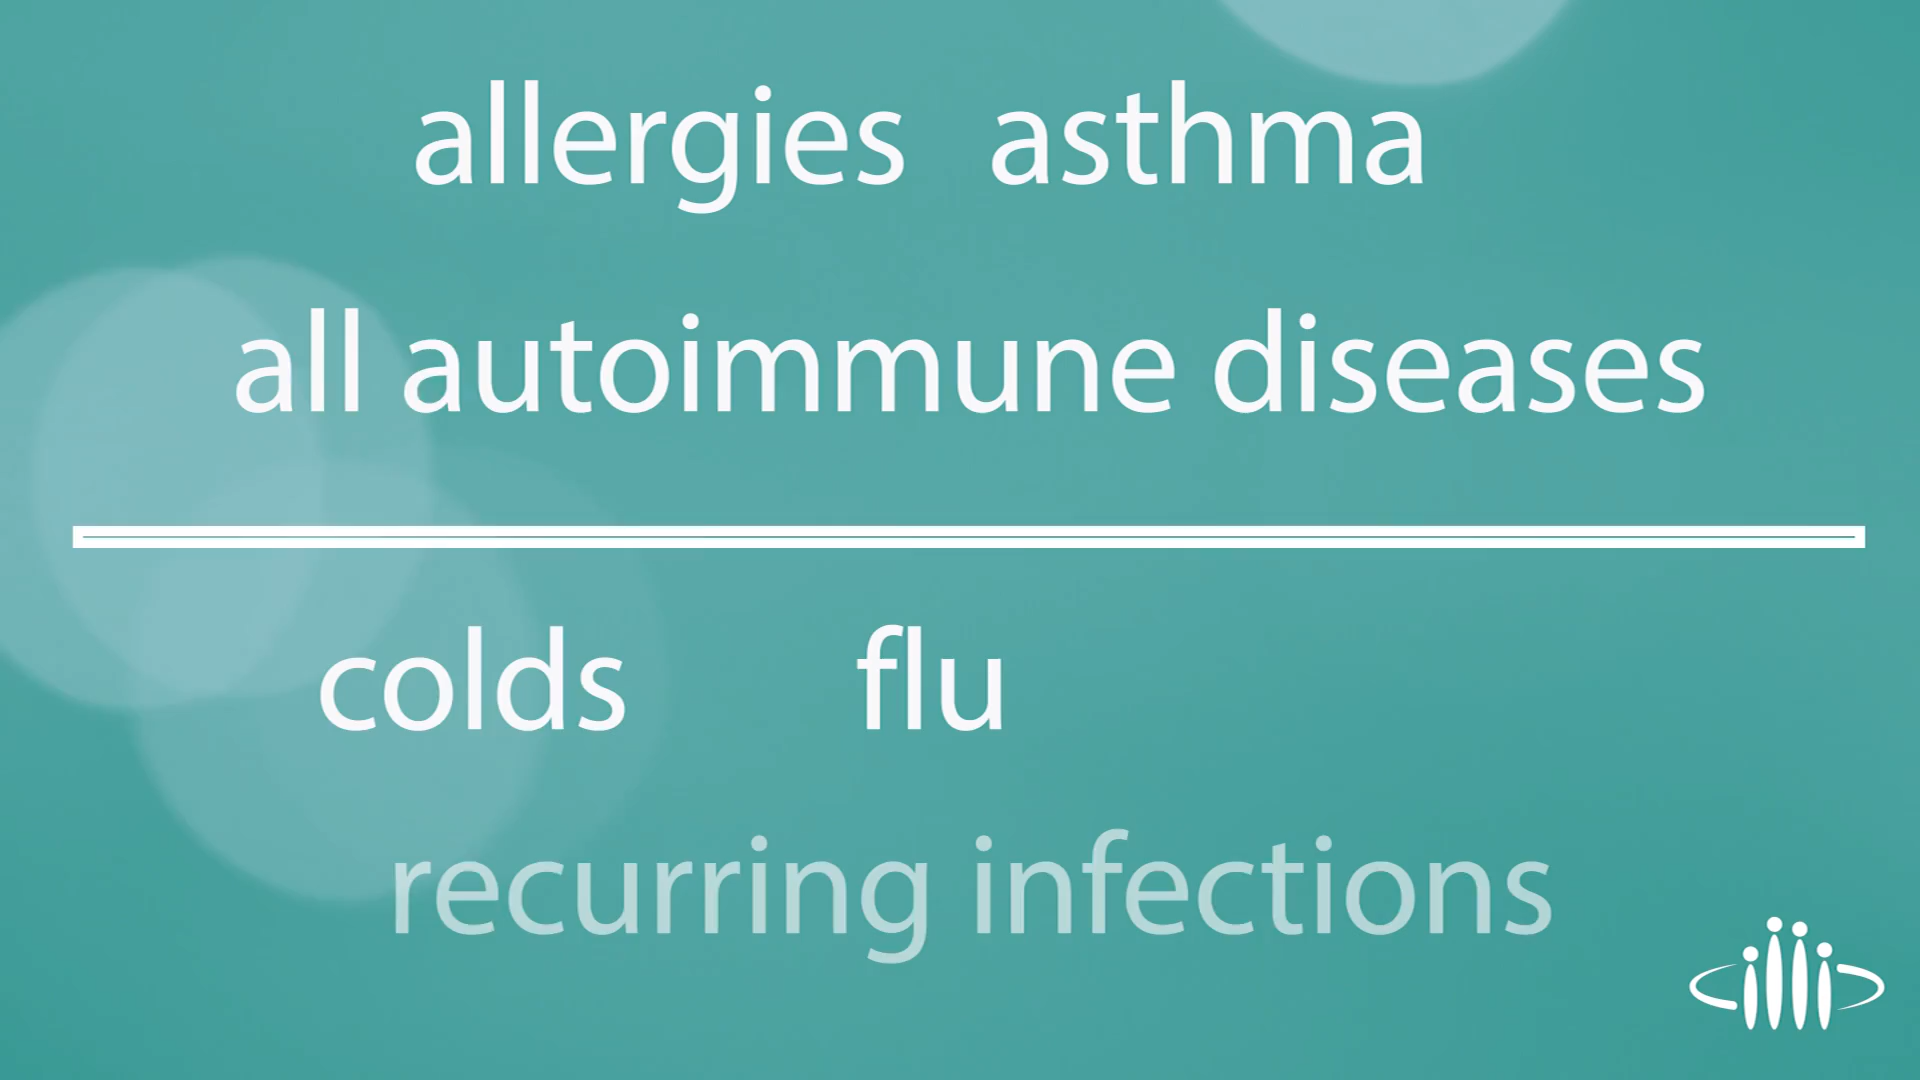 allergies asthma
all autoimmune diseases
colds flu
recurring infections